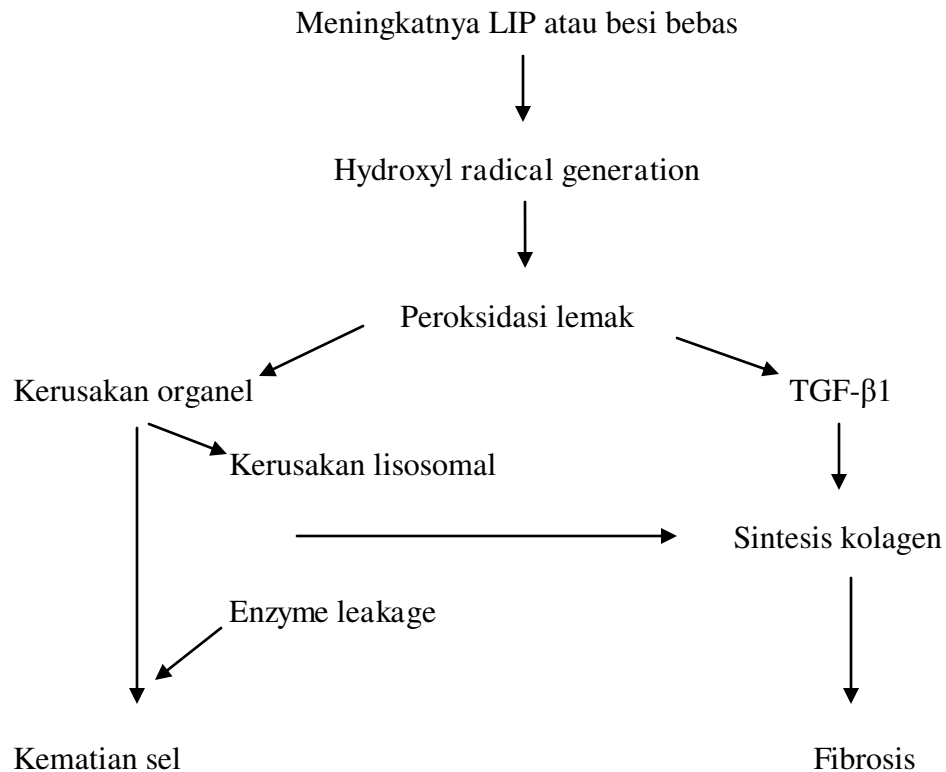 Meningkatnya LIP atau besi bebas
Hydroxyl radical generation
Peroksidasi lemak
Kerusakan organel
TGF-β1
Kerusakan lisosomal
Sintesis kolagen
Enzyme leakage
Kematian sel
Fibrosis